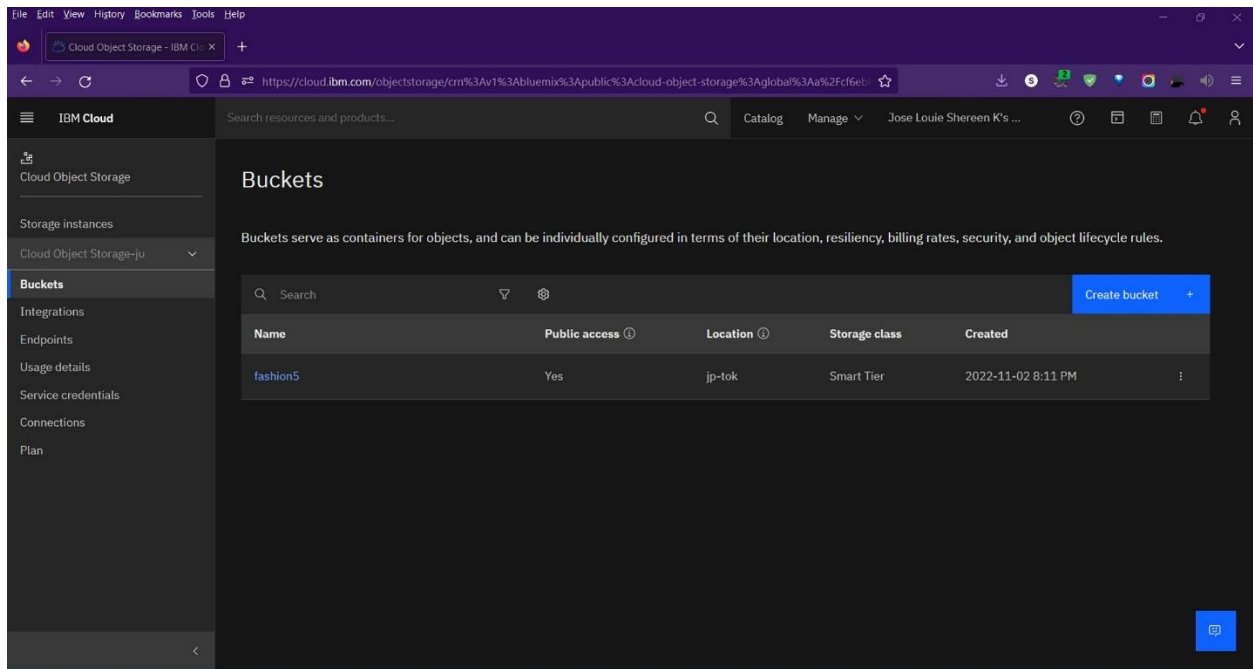 File Edit View History Bookmarks Tools Help
Cloud Object Storage - IBM Clo
https://cloud.ibm.com/objectstorage/crn%3Av1%3Abluemix%3Apublic%3Acloud-object-storage%3Aglobal%3Aa%2Fcf6eb
S
2
IBM Cloud
Search resources and products...
Catalog
Manage
Jose Louie Shereen K's ...
Cloud Object Storage
Storage instances
Cloud Object Storage-ju
Buckets
Integrations
Endpoints
Usage details
Service credentials
Connections
Plan
Buckets
Buckets serve as containers for objects, and can be individually configured in terms of their location, resiliency, billing rates, security, and object lifecycle rules.
Search
Create bucket +
Name Public access Location Storage class Created
fashion5 Yes jp-tok Smart Tier 2022-11-02 8:11 PM